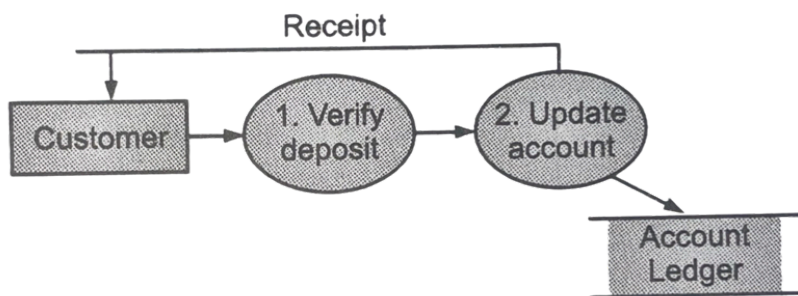 Receipt
Customer
1. Verify
deposit
2. Update
account
Account
Ledger